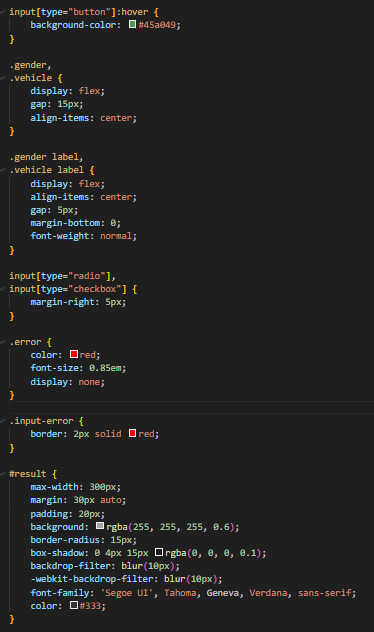 input[type="button"]:hover {
    background-color: #45a049;
}

.gender,
.vehicle {
    display: flex;
    gap: 15px;
    align-items: center;
}

.gender label,
.vehicle label {
    display: flex;
    align-items: center;
    gap: 5px;
    margin-bottom: 0;
    font-weight: normal;
}

input[type="radio"],
input[type="checkbox"] {
    margin-right: 5px;
}

.error {
    color: red;
    font-size: 0.85em;
    display: none;
}

.input-error {
    border: 2px solid red;
}

#result {
    max-width: 300px;
    margin: 30px auto;
    padding: 20px;
    background: rgba(255, 255, 255, 0.6);
    border-radius: 15px;
    box-shadow: 0 4px 15px rgba(0, 0, 0, 0.1);
    backdrop-filter: blur(10px);
    -webkit-backdrop-filter: blur(10px);
    font-family: 'Segoe UI', Tahoma, Geneva, Verdana, sans-serif;
    color: #333;
}